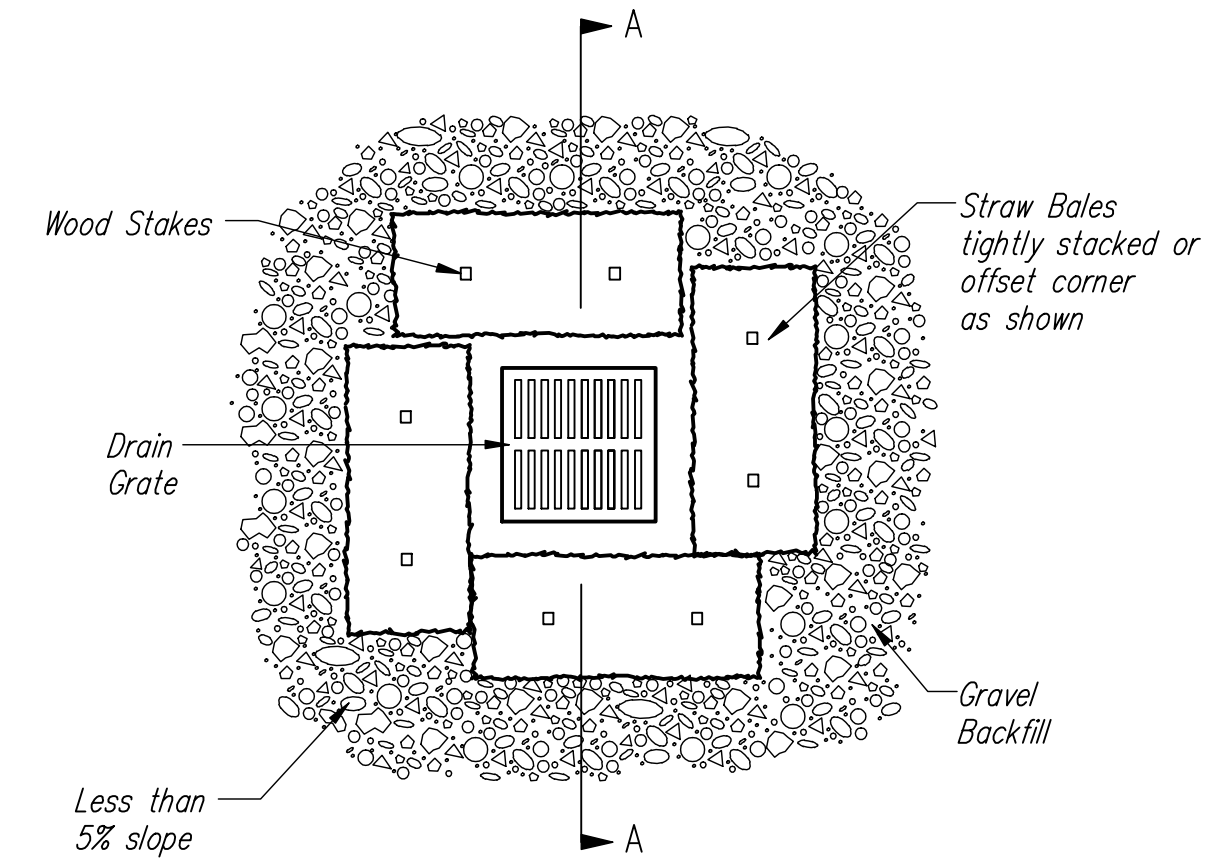 A
Wood Stakes
Straw Bales
tightly stacked or
offset corner
as shown
Drain
Grate
Gravel
Backfill
Less than
5% slope
A